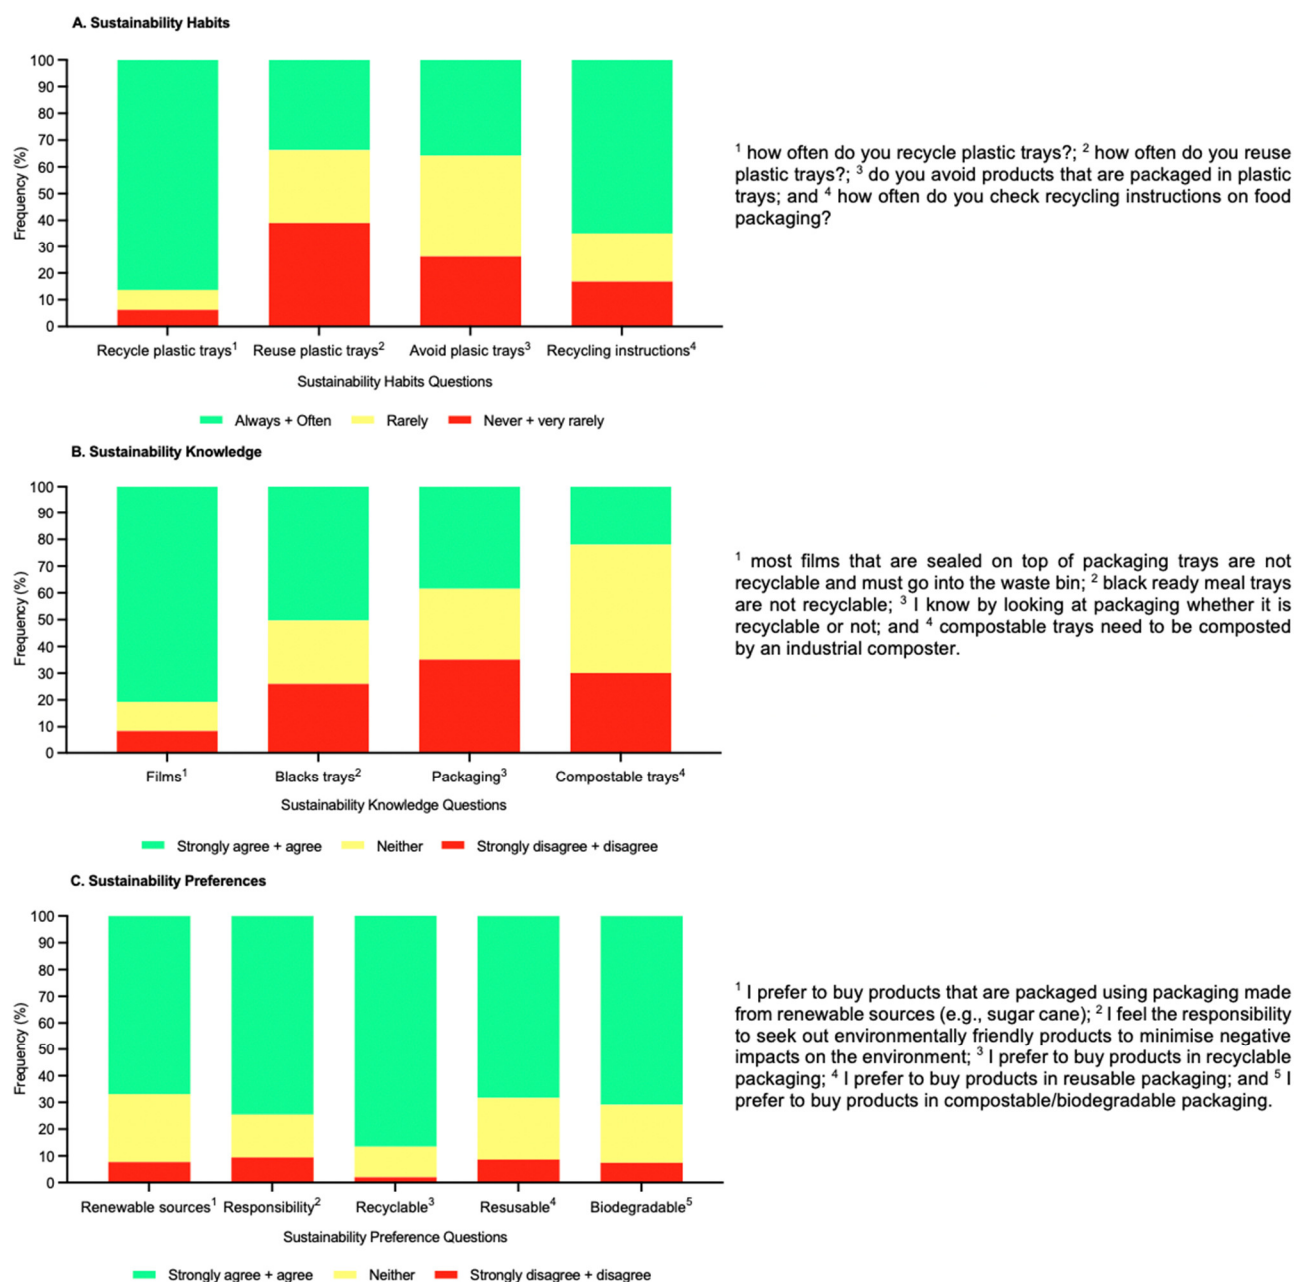 A. Sustainability Habits
100
90
80
70
60
50
40
30
20
10
0
Frequency (%)
Recycle plastic trays¹ Reuse plastic trays² Avoid plasic trays³ Recycling instructions⁴
Sustainability Habits Questions
Always + Often Rarely Never + very rarely
¹ how often do you recycle plastic trays?; ² how often do you reuse
plastic trays?; ³ do you avoid products that are packaged in plastic
trays; and ⁴ how often do you check recycling instructions on food
packaging?
B. Sustainability Knowledge
100
90
80
70
60
50
40
30
20
10
0
Frequency (%)
Films¹ Blacks trays² Packaging³ Compostable trays⁴
Sustainability Knowledge Questions
Strongly agree + agree Neither Strongly disagree + disagree
¹ most films that are sealed on top of packaging trays are not
recyclable and must go into the waste bin; ² black ready meal trays
are not recyclable; ³ I know by looking at packaging whether it is
recyclable or not; and ⁴ compostable trays need to be composted
by an industrial composter.
C. Sustainability Preferences
100
90
80
70
60
50
40
30
20
10
0
Frequency (%)
Renewable sources¹ Responsibility² Recyclable³ Resusable⁴ Biodegradable⁵
Sustainability Preference Questions
Strongly agree + agree Neither Strongly disagree + disagree
¹ I prefer to buy products that are packaged using packaging made
from renewable sources (e.g., sugar cane); ² I feel the responsibility
to seek out environmentally friendly products to minimise negative
impacts on the environment; ³ I prefer to buy products in recyclable
packaging; ⁴ I prefer to buy products in reusable packaging; and ⁵ I
prefer to buy products in compostable/biodegradable packaging.